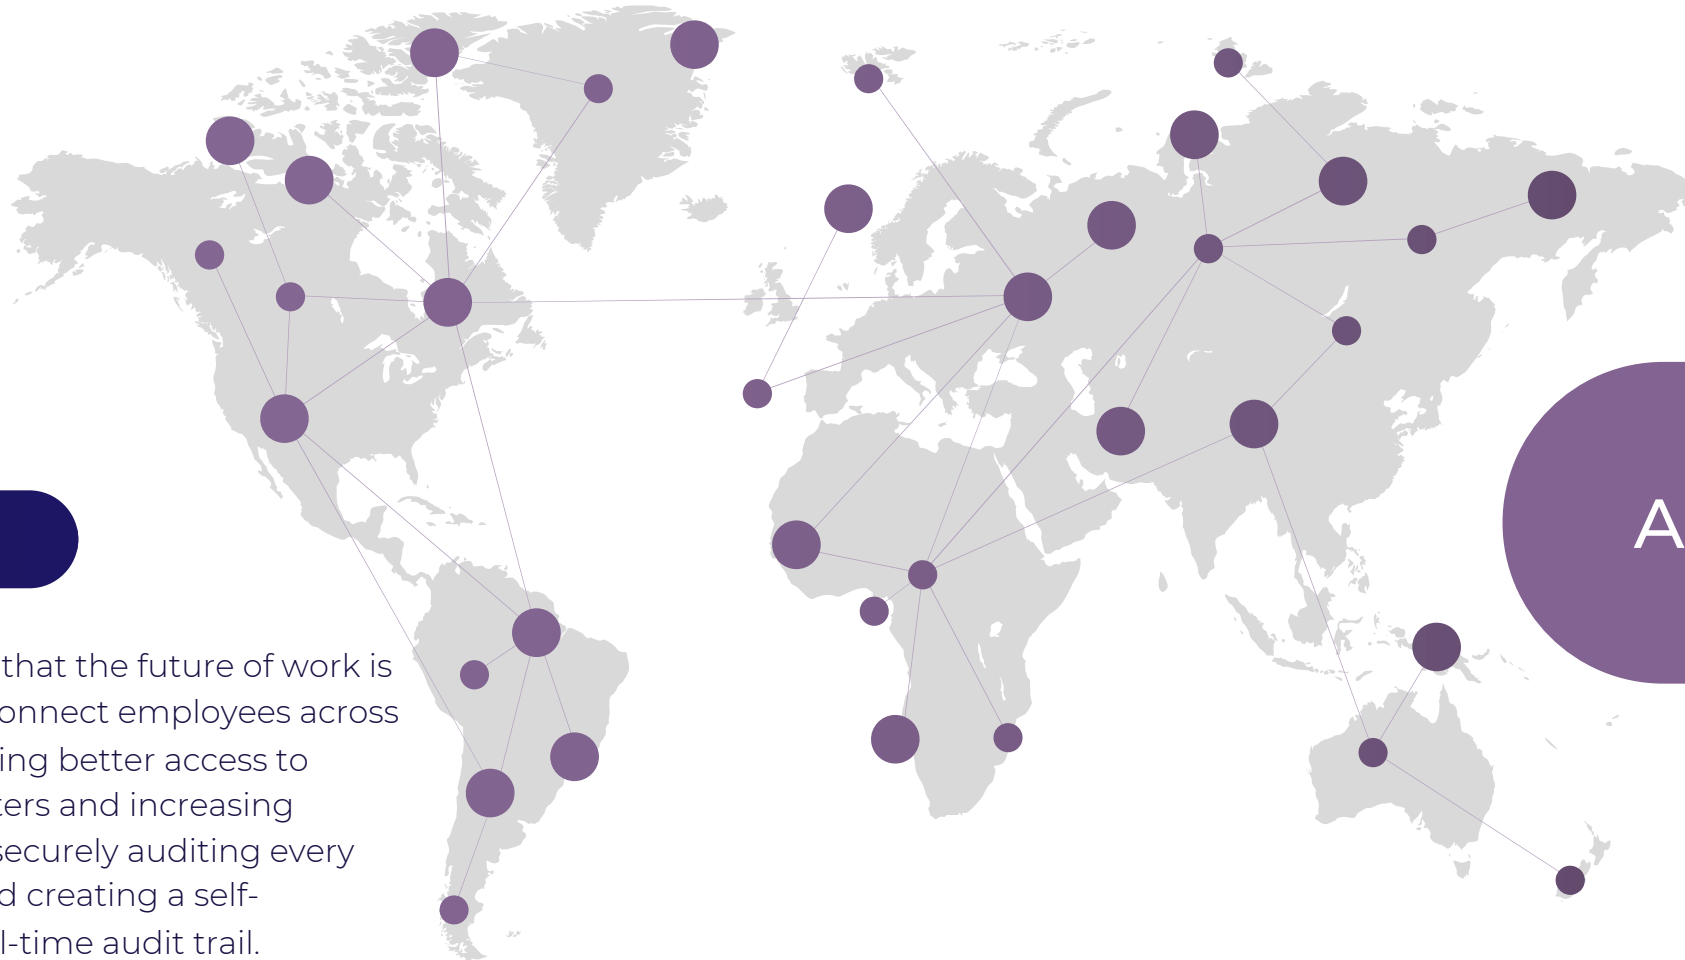 that the future of work is
onnect employees across
ing better access to
ters and increasing
securely auditing every
d creating a self-
l-time audit trail.
A